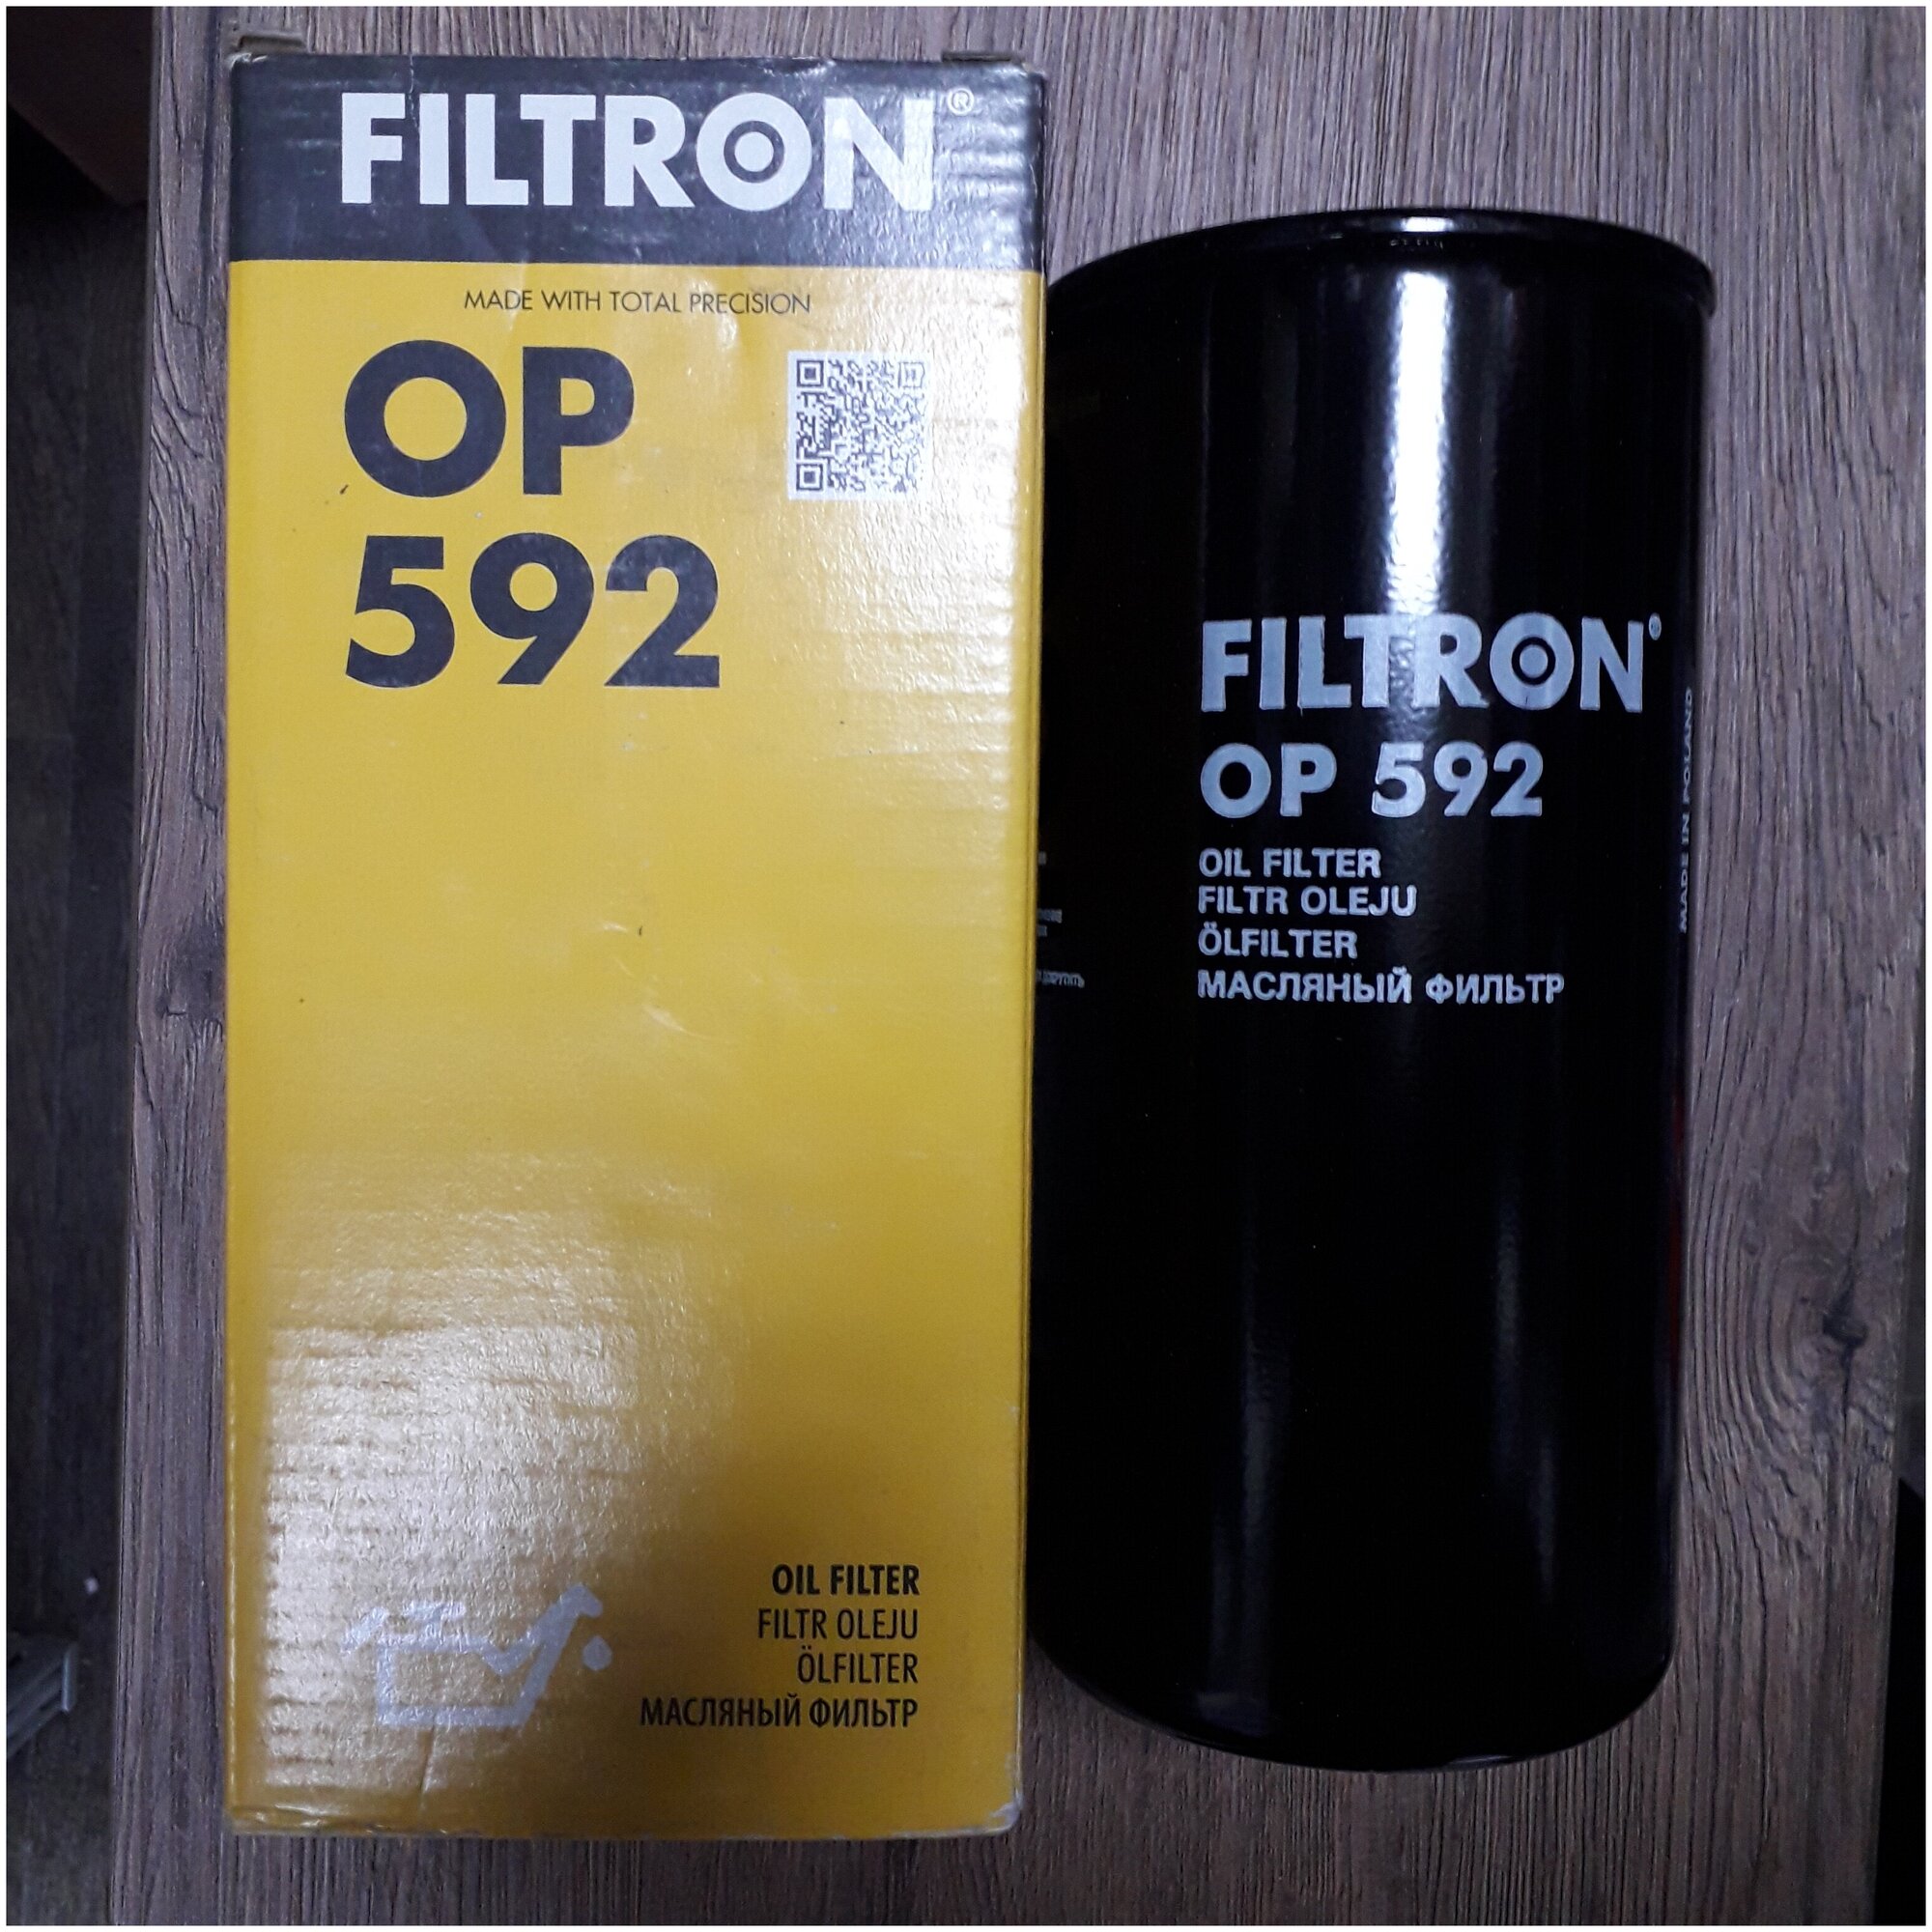 FILTRON®
MADE WITH TOTAL PRECISION
OP
592
OIL FILTER
FILTR OLEJU
ÖLFILTER
МАСЛЯНЫЙ ФИЛЬТР
FILTRON®
OP 592
OIL FILTER
FILTR OLEJU
ÖLFILTER
МАСЛЯНЫЙ ФИЛЬТР
MADE IN POLAND